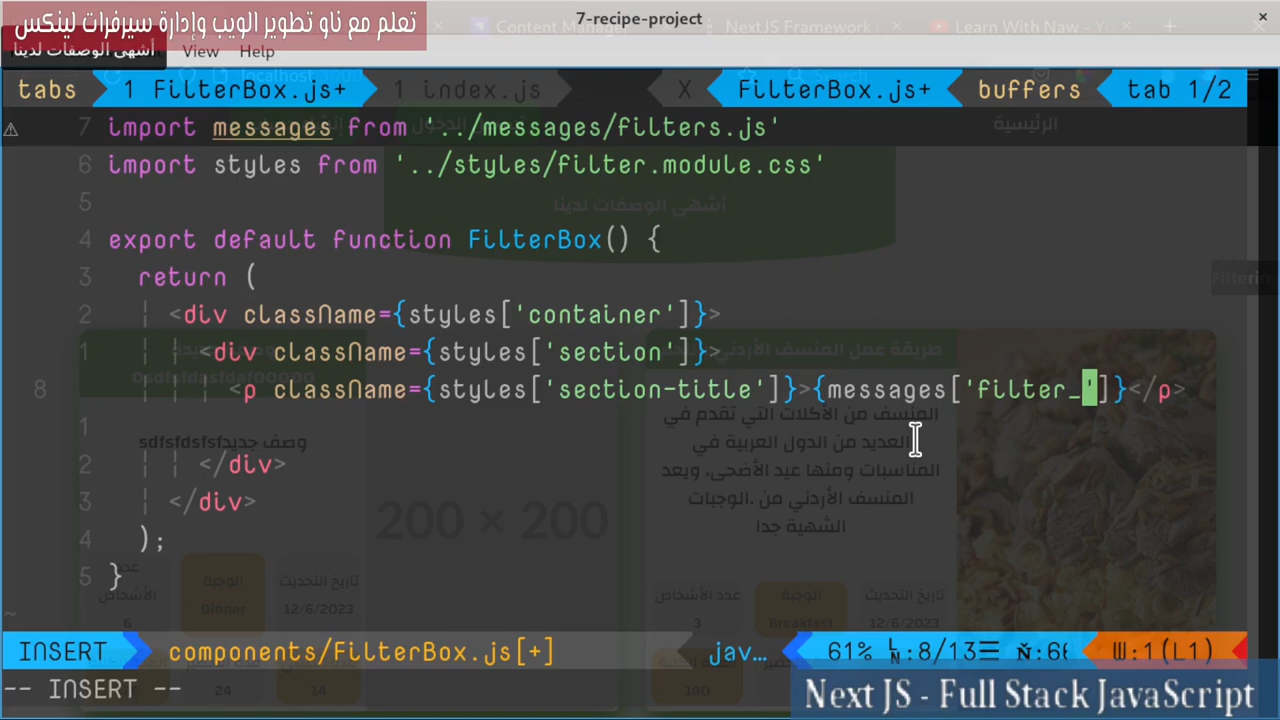 تعلم مع ناو تطوير الويب وإدارة سيرفرات لينكس
7-recipe-project
×
Content Manager
NextJS Framework
Learn With Naw
أشهى الوصفات لدينا
View Help
localhost:3000
Search
tabs 1 FilterBox.js+ 1 index.js X FilterBox.js+ buffers tab 1/2
7 import messages from '../messages/filters.js'
الرئيسية
6 import styles from '../styles/filter.module.css'
5
أشهى الوصفات لدينا
4 export default function FilterBox() {
3 return (
Filterin
2 <div className={styles['container']}>
1 <div className={styles['section']}>
طريقة عمل المنسف الأردني
8 <p className={styles['section-title']}>{messages['filter_']}</p>
المنسف من الأكلات التي تقدم في
العديد من الدول العربية في
المناسبات ومنها عيد الأضحى. ويعد
المنسف الأردني من .الوجبات
الشهية جدا
1
وصف جديدsdfsfdsfsf
2 </div>
3 </div>
200 × 200
4 );
5 }
عدد الأشخاص
6
الوجبة
Dinner
تاريخ التحديث
12/6/2023
عدد الأشخاص
3
الوجبة
Breakfast
تاريخ التحديث
12/6/2023
~
INSERT components/FilterBox.js[+] jav… 61% ㏑:8/13☰ W:1(L1)
24
14
180
-- INSERT --
Next JS - Full Stack JavaScript